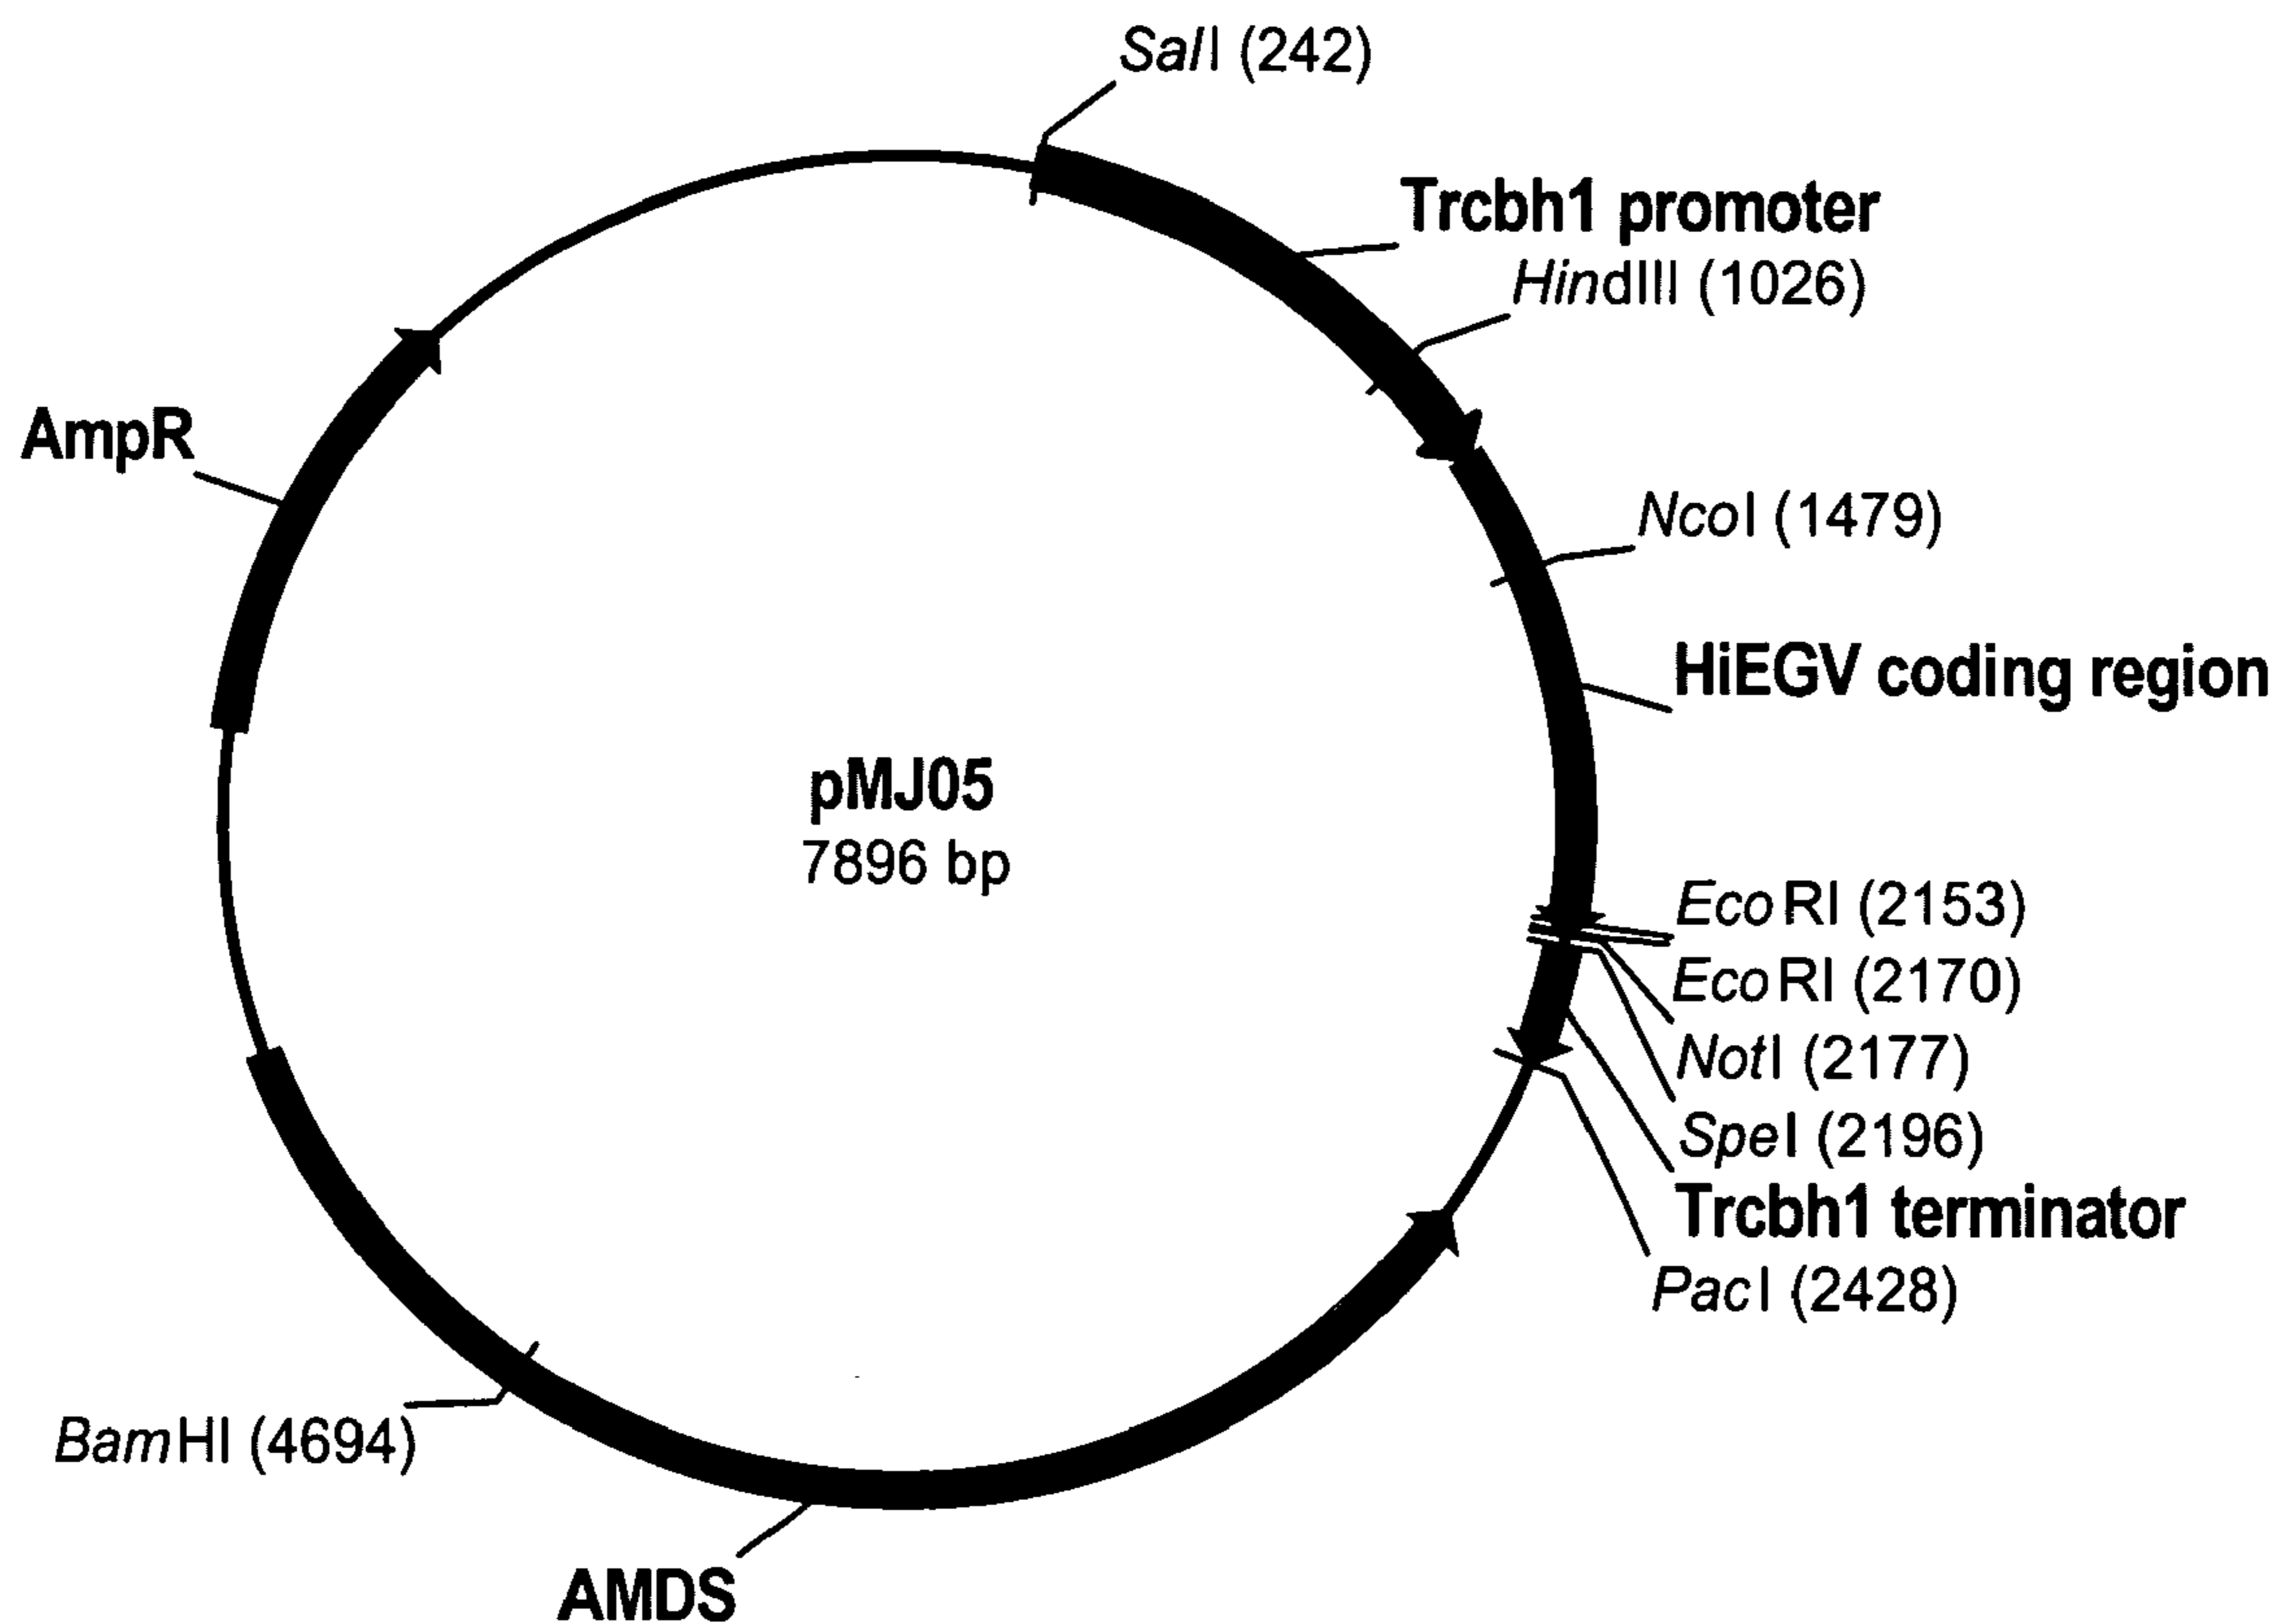 SalI (242)
Trcbh1 promoter
HindIII (1026)
AmpR
NcoI (1479)
HiEGV coding region
pMJ05
7896 bp
EcoRI (2153)
EcoRI (2170)
NotI (2177)
SpeI (2196)
Trcbh1 terminator
PacI (2428)
BamHI (4694)
AMDS